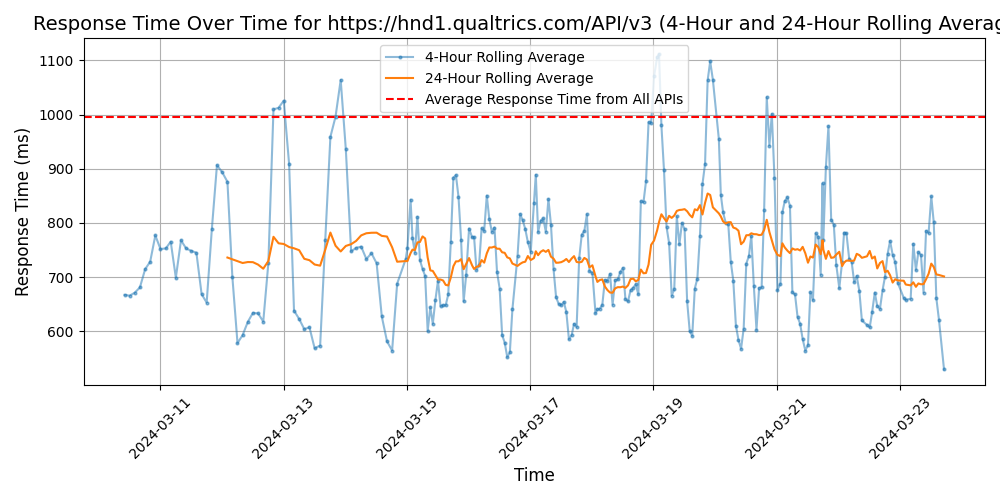 Response Time Over Time for https://hnd1.qualtrics.com/API/v3 (4-Hour and 24-Hour Rolling Averag
4-Hour Rolling Average
24-Hour Rolling Average
Average Response Time from All APIs
Response Time (ms)
1100
1000
900
800
700
600
2024-03-11
2024-03-13
2024-03-15
2024-03-17
2024-03-19
2024-03-21
2024-03-23
Time